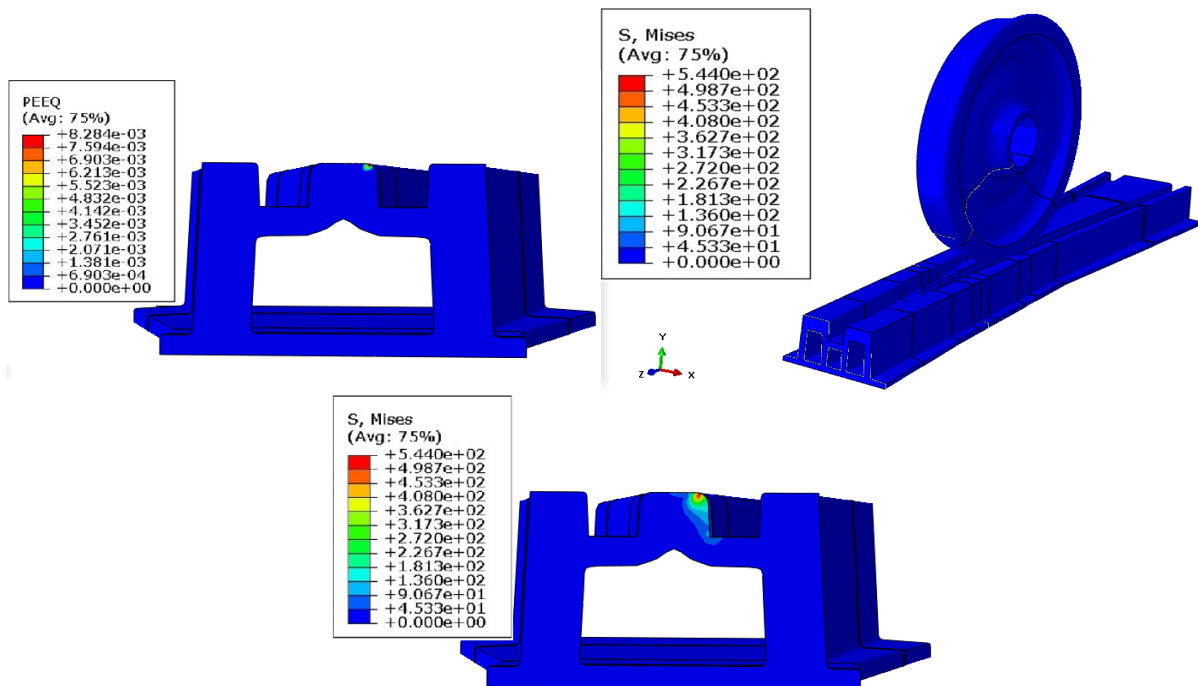 PEEQ
(Avg: 75%)
+8.284e-03
+7.594e-03
+6.903e-03
+6.213e-03
+5.523e-03
+4.832e-03
+4.142e-03
+3.452e-03
+2.761e-03
+2.071e-03
+1.381e-03
+6.903e-04
+0.000e+00
S, Mises
(Avg: 75%)
+5.440e+02
+4.987e+02
+4.533e+02
+4.080e+02
+3.627e+02
+3.173e+02
+2.720e+02
+2.267e+02
+1.813e+02
+1.360e+02
+9.067e+01
+4.533e+01
+0.000e+00
Y
Z
X
S, Mises
(Avg: 75%)
+5.440e+02
+4.987e+02
+4.533e+02
+4.080e+02
+3.627e+02
+3.173e+02
+2.720e+02
+2.267e+02
+1.813e+02
+1.360e+02
+9.067e+01
+4.533e+01
+0.000e+00